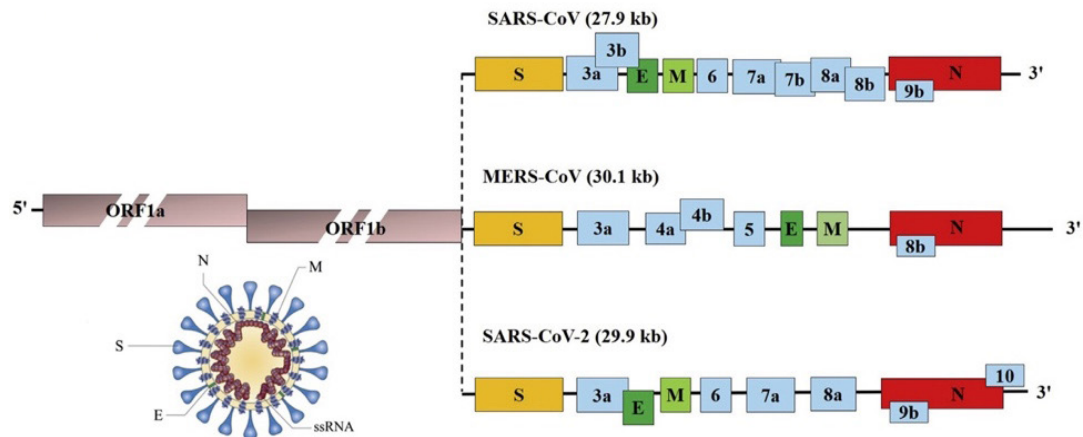 SARS-CoV (27.9 kb)
S 3a 3b E M 6 7a 7b 8a 8b 9b N 3'
MERS-CoV (30.1 kb)
5' ORF1a ORF1b
S 3a 4a 4b 5 E M 8b N 3'
N M
S
E ssRNA
SARS-CoV-2 (29.9 kb)
S 3a E M 6 7a 8a 9b N 10 3'